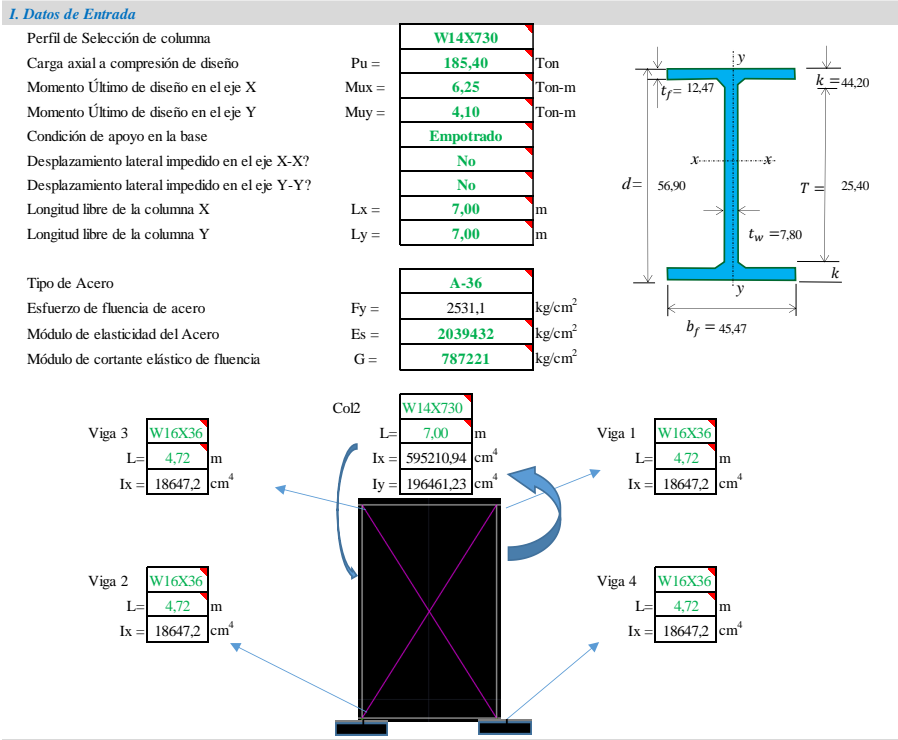 I. Datos de Entrada
Perfil de Selección de columna W14X730
Carga axial a compresión de diseño Pu = 185,40 Ton
Momento Último de diseño en el eje X Mux = 6,25 Ton-m
Momento Último de diseño en el eje Y Muy = 4,10 Ton-m
Condición de apoyo en la base Empotrado
Desplazamiento lateral impedido en el eje X-X? No
Desplazamiento lateral impedido en el eje Y-Y? No
Longitud libre de la columna X Lx = 7,00 m
Longitud libre de la columna Y Ly = 7,00 m
y
t_f= 12,47
k = 44,20
x x
d= 56,90
T = 25,40
t_w =7,80
k
y
b_f = 45,47
Tipo de Acero A-36
Esfuerzo de fluencia de acero Fy = 2531,1 kg/cm²
Módulo de elasticidad del Acero Es = 2039432 kg/cm²
Módulo de cortante elástico de fluencia G = 787221 kg/cm²
Col2 W14X730
L= 7,00 m
Ix = 595210,94 cm⁴
Iy = 196461,23 cm⁴
Viga 3 W16X36
L= 4,72 m
Ix = 18647,2 cm⁴
Viga 1 W16X36
L= 4,72 m
Ix = 18647,2 cm⁴
Viga 2 W16X36
L= 4,72 m
Ix = 18647,2 cm⁴
Viga 4 W16X36
L= 4,72 m
Ix = 18647,2 cm⁴